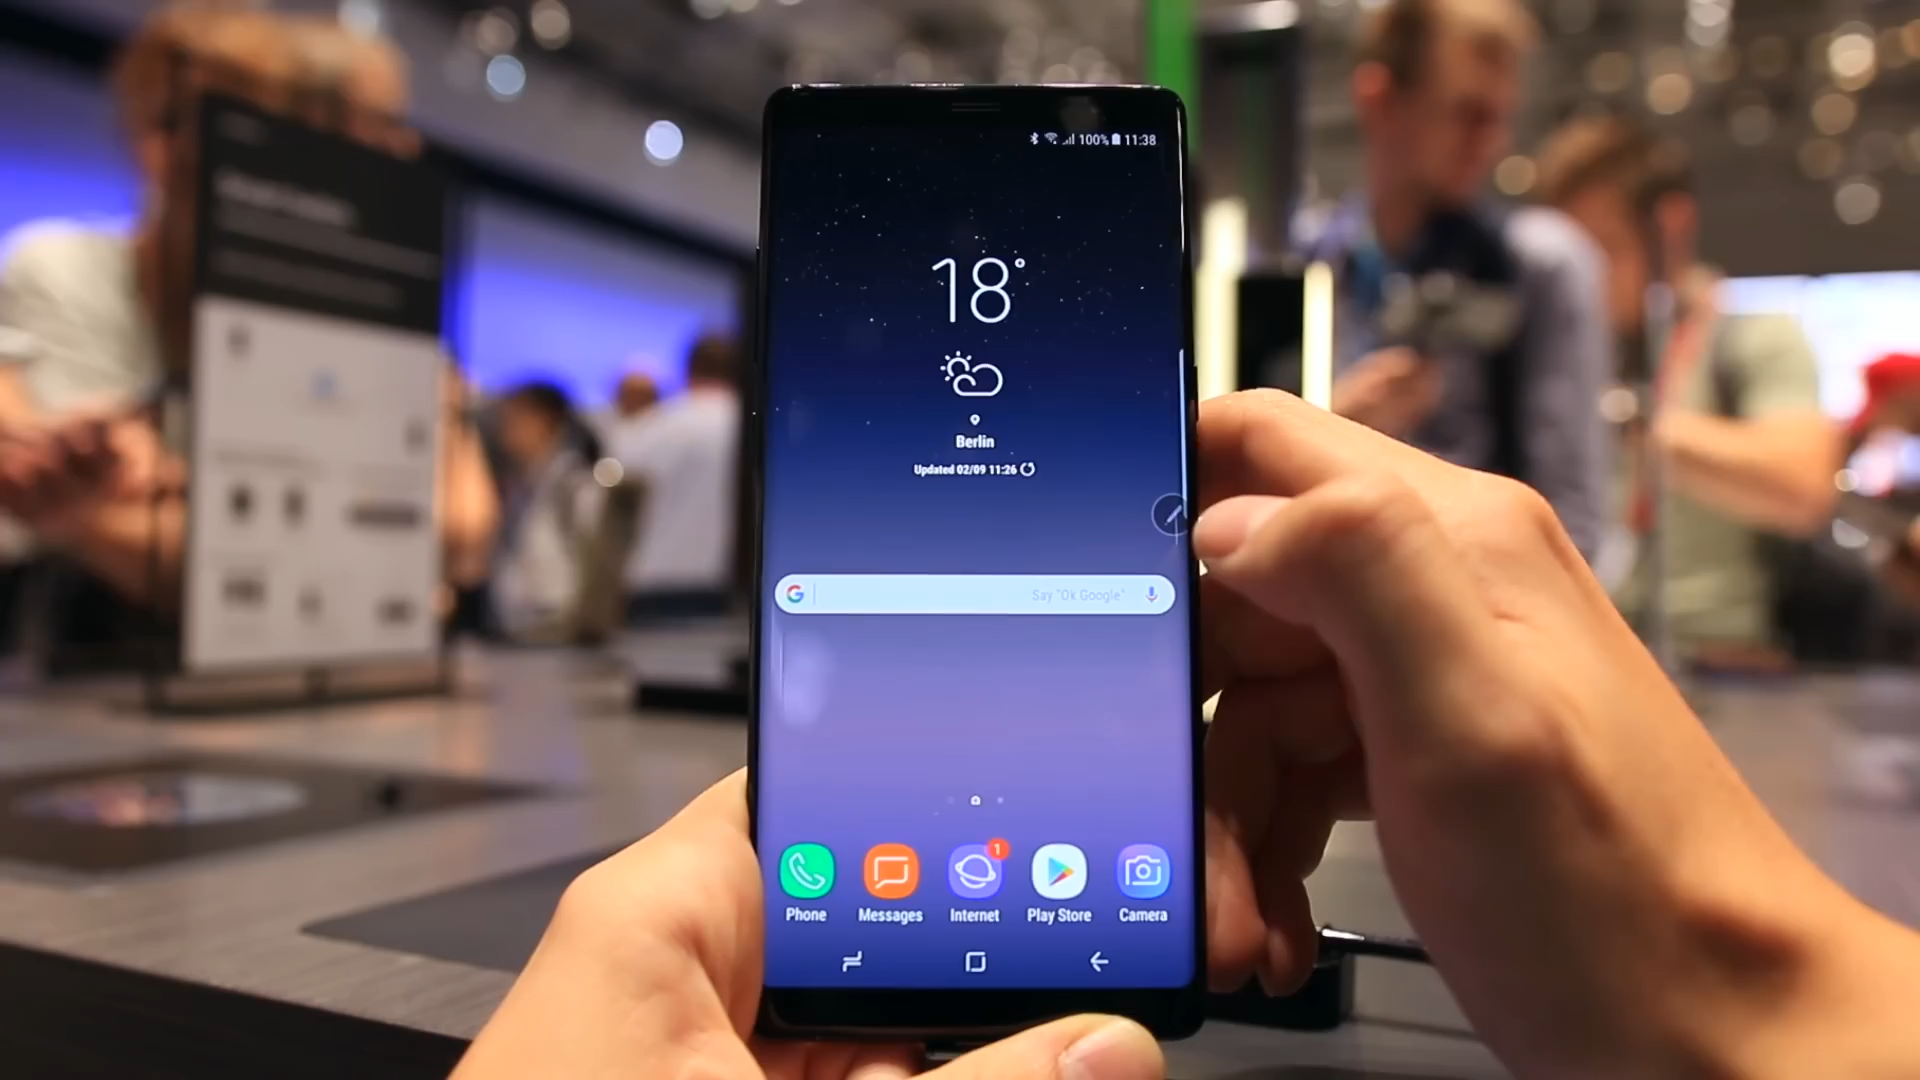 100% 11:38
18°
Berlin
Updated 02/09 11:26
G Say "Ok Google"
1
Phone Messages Internet Play Store Camera